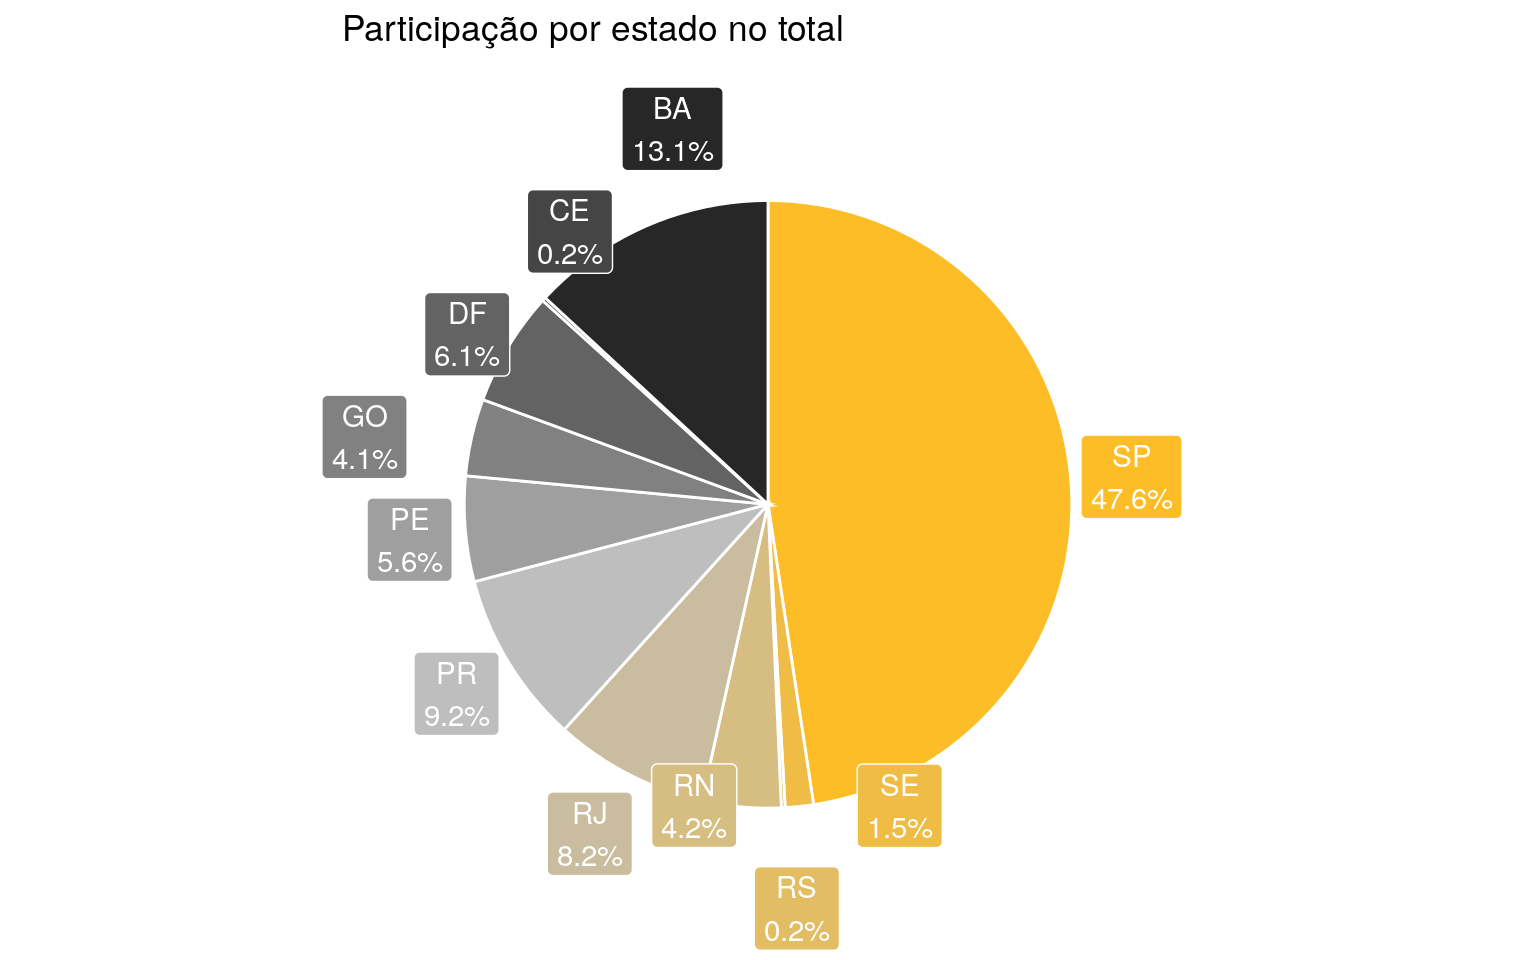 Participação por estado no total
BA
13.1%
CE
0.2%
DF
6.1%
GO
4.1%
SP
47.6%
PE
5.6%
PR
9.2%
RN
4.2%
SE
1.5%
RJ
8.2%
RS
0.2%